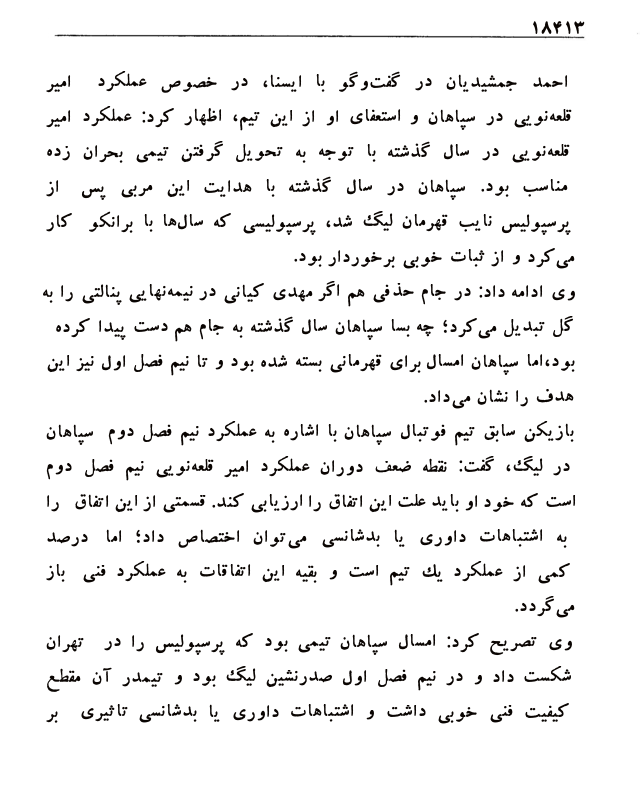 ۱۸۴۱۳
احمد جمشیدیان در گفت‌وگو با ایسنا، در خصوص عملکرد امیر
قلعه‌نویی در سپاهان و استعفای او از این تیم، اظهار کرد: عملکرد امیر
قلعه‌نویی در سال گذشته با توجه به تحویل گرفتن تیمی بحران زده
مناسب بود. سپاهان در سال گذشته با هدایت این مربی پس از
پرسپولیس نایب قهرمان لیگ شد، پرسپولیسی که سال‌ها با برانکو کار
می‌کرد و از ثبات خوبی برخوردار بود.
وی ادامه داد: در جام حذفی هم اگر مهدی کیانی در نیمه‌نهایی پنالتی را به
گل تبدیل می‌کرد؛ چه بسا سپاهان سال گذشته به جام هم دست پیدا کرده
بود،اما سپاهان امسال برای قهرمانی بسته شده بود و تا نیم فصل اول نیز این
هدف را نشان می‌داد.
بازیکن سابق تیم فوتبال سپاهان با اشاره به عملکرد نیم فصل دوم سپاهان
در لیگ، گفت: نقطه ضعف دوران عملکرد امیر قلعه‌نویی نیم فصل دوم
است که خود او باید علت این اتفاق را ارزیابی کند. قسمتی از این اتفاق را
به اشتباهات داوری یا بدشانسی می‌توان اختصاص داد؛ اما درصد
کمی از عملکرد یك تیم است و بقیه این اتفاقات به عملکرد فنی باز
می‌گردد.
وی تصریح کرد: امسال سپاهان تیمی بود که پرسپولیس را در تهران
شکست داد و در نیم فصل اول صدرنشین لیگ بود و تیمدر آن مقطع
کیفیت فنی خوبی داشت و اشتباهات داوری یا بدشانسی تاثیری بر